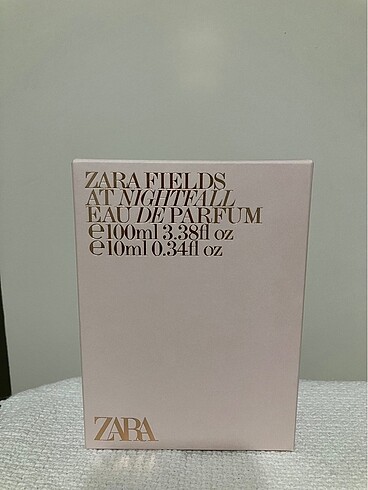 ZARA FIELDS
AT NIGHTFALL
EAU DE PARFUM
℮100ml 3.38fl oz
℮10ml 0.34fl oz
ZARA